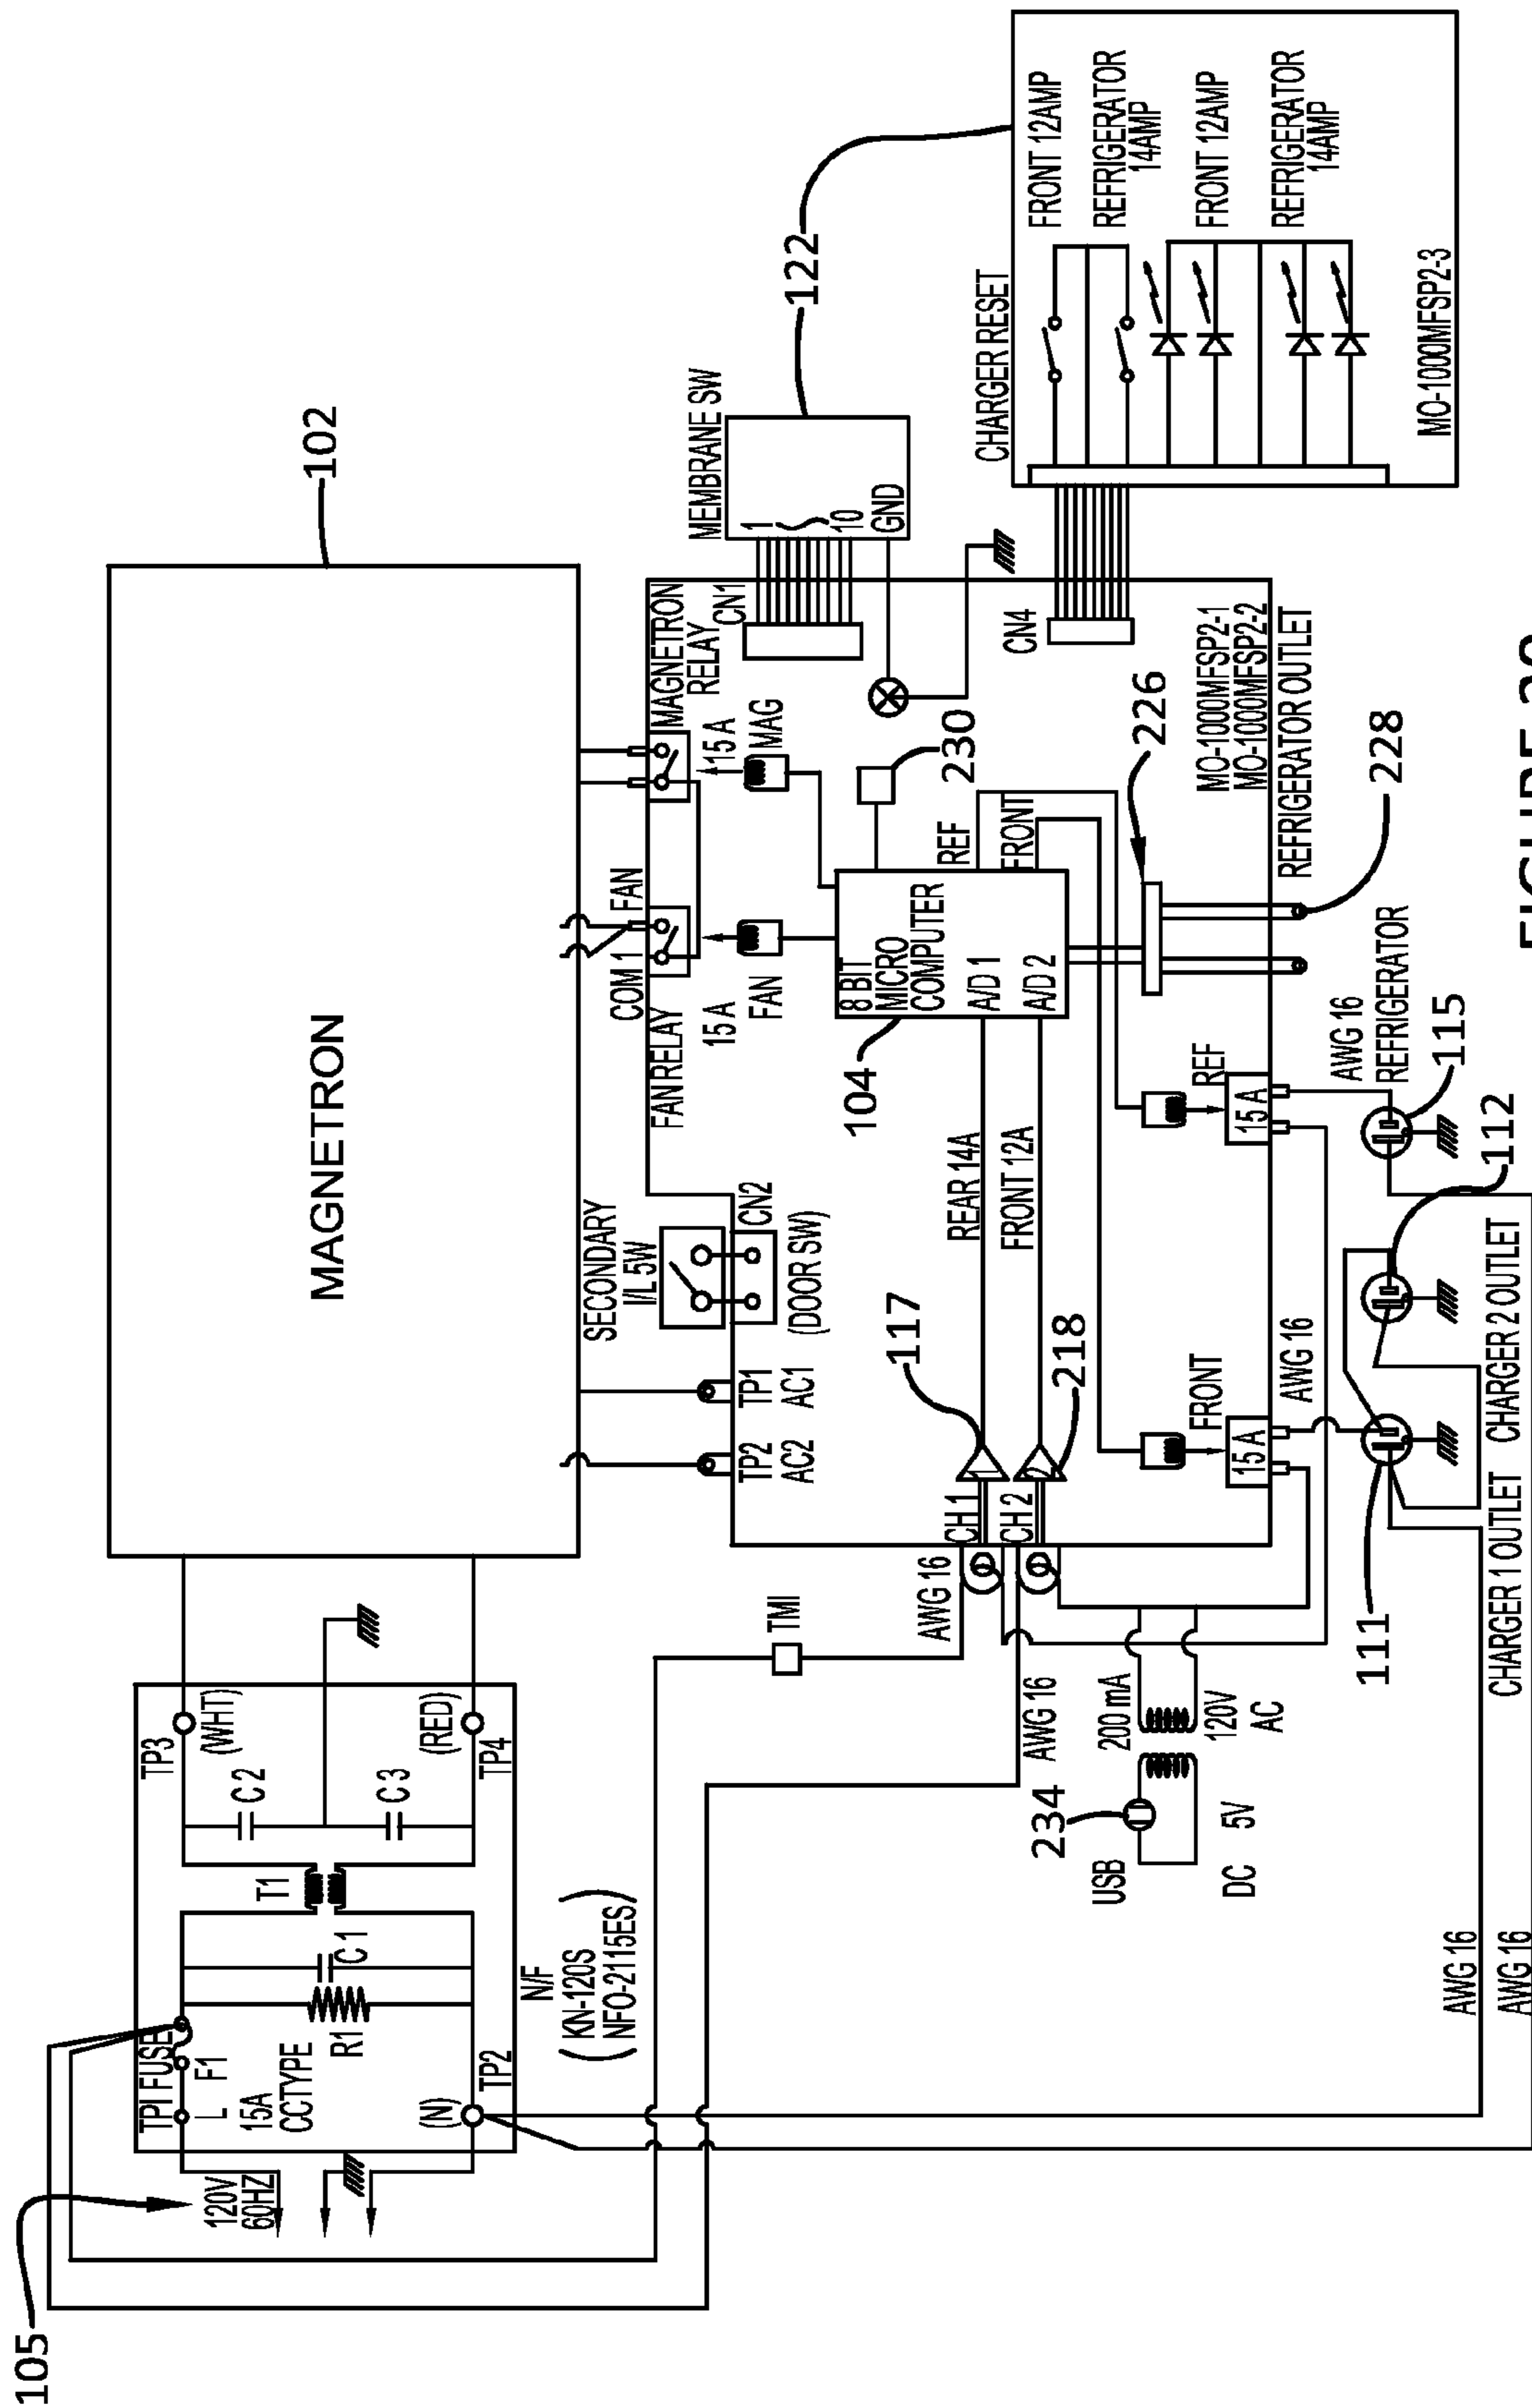 105
120V
60HZ
TPI FUSE
L F1
15A
CCTYPE
R1
C 1
T1
(N)
TP2
TP3
(WHT)
C 2
C 3
(RED)
TP4
N/F
KN-120S
NFO-2115ES
MAGNETRON
102
TMI
AWG 16
AWG 16
TP2
AC2
TP1
AC1
SECONDARY
I/L 5W
CN2
(DOOR SW)
FAN RELAY
COM 1 FAN
15 A
FAN
MAGNETRON
RELAY
15 A
MAG
CN1
MEMBRANE SW
1
10
GND
122
CH 1
CH 2
117
218
REAR 14A
FRONT 12A
104
8 BIT
MICRO
COMPUTER
A/D 1
A/D 2
REF
FRONT
230
226
228
CN4
CHARGER RESET
FRONT 12AMP
REFRIGERATOR
14AMP
FRONT 12AMP
REFRIGERATOR
14AMP
MO-1000MFSP2-3
MO-1000MFSP2-1
MO-1000MFSP2-2
REFRIGERATOR OUTLET
234
USB
200 mA
120V
AC
DC 5V
FRONT
15 A
AWG 16
REF
15 A
AWG 16
REFRIGERATOR
115
112
111
CHARGER 1 OUTLET
CHARGER 2 OUTLET
AWG 16
AWG 16